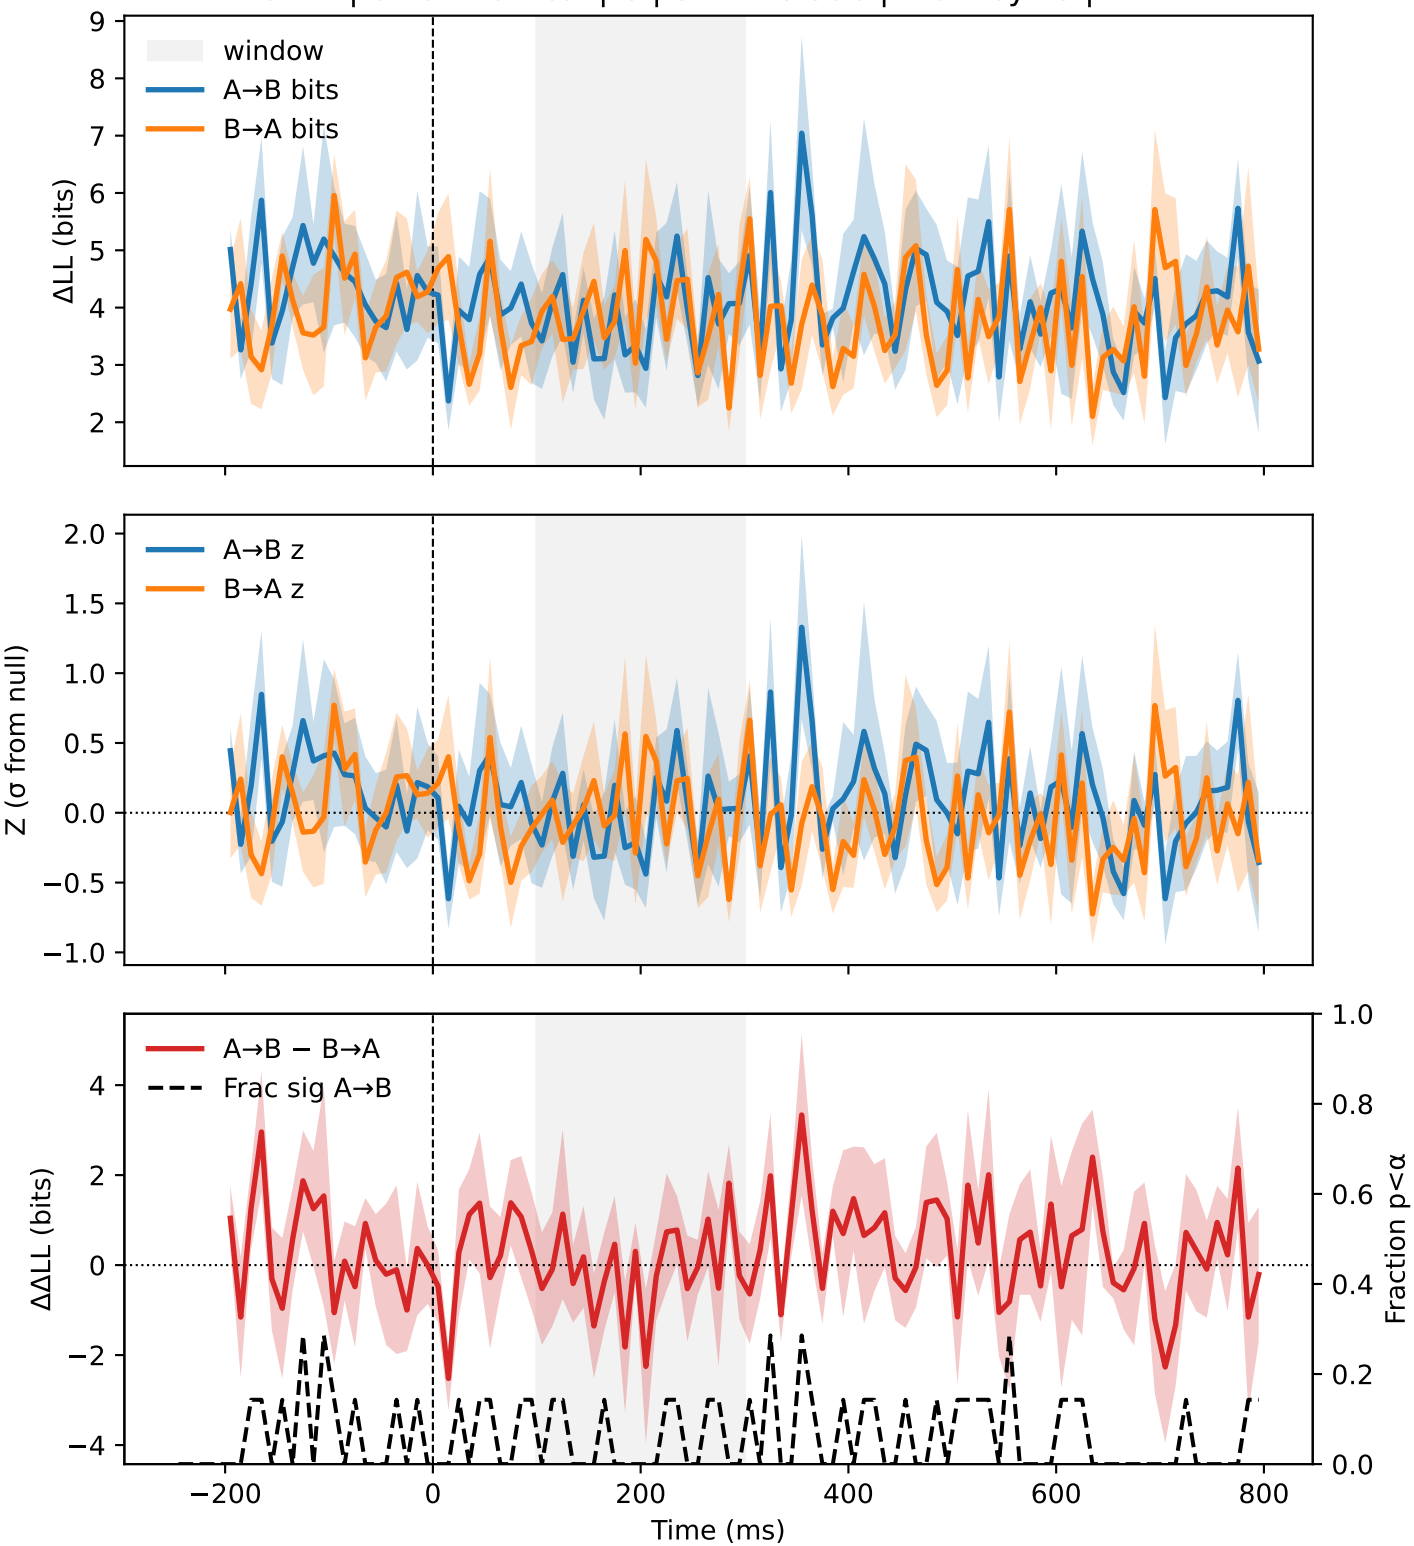 9
8
7
6
5
4
3
2
ΔLL (bits)
window
A→B bits
B→A bits
2.0
1.5
1.0
0.5
0.0
−0.5
−1.0
Z (σ from null)
A→B z
B→A z
4
2
0
−2
−4
ΔΔLL (bits)
A→B − B→A
Frac sig A→B
1.0
0.8
0.6
0.4
0.2
0.0
Fraction p<α
−200 0 200 400 600 800
Time (ms)